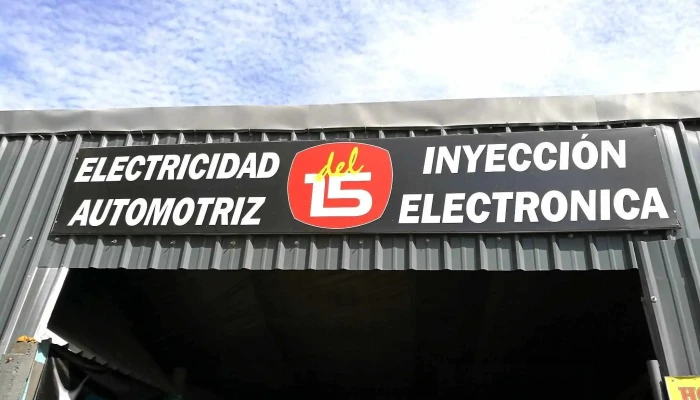 ELECTRICIDAD
AUTOMOTRIZ
del
15
INYECCIÓN
ELECTRONICA